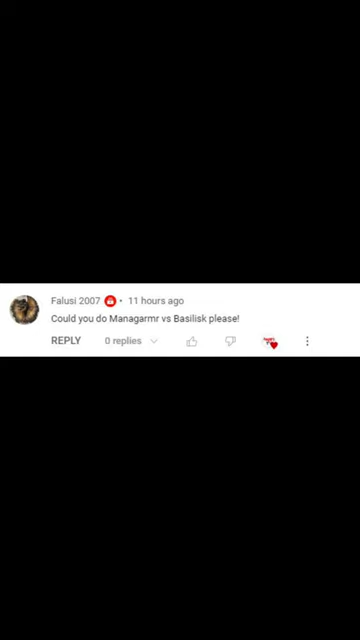 Falusi 2007 • 11 hours ago
Could you do Managarmr vs Basilisk please!
REPLY 0 replies